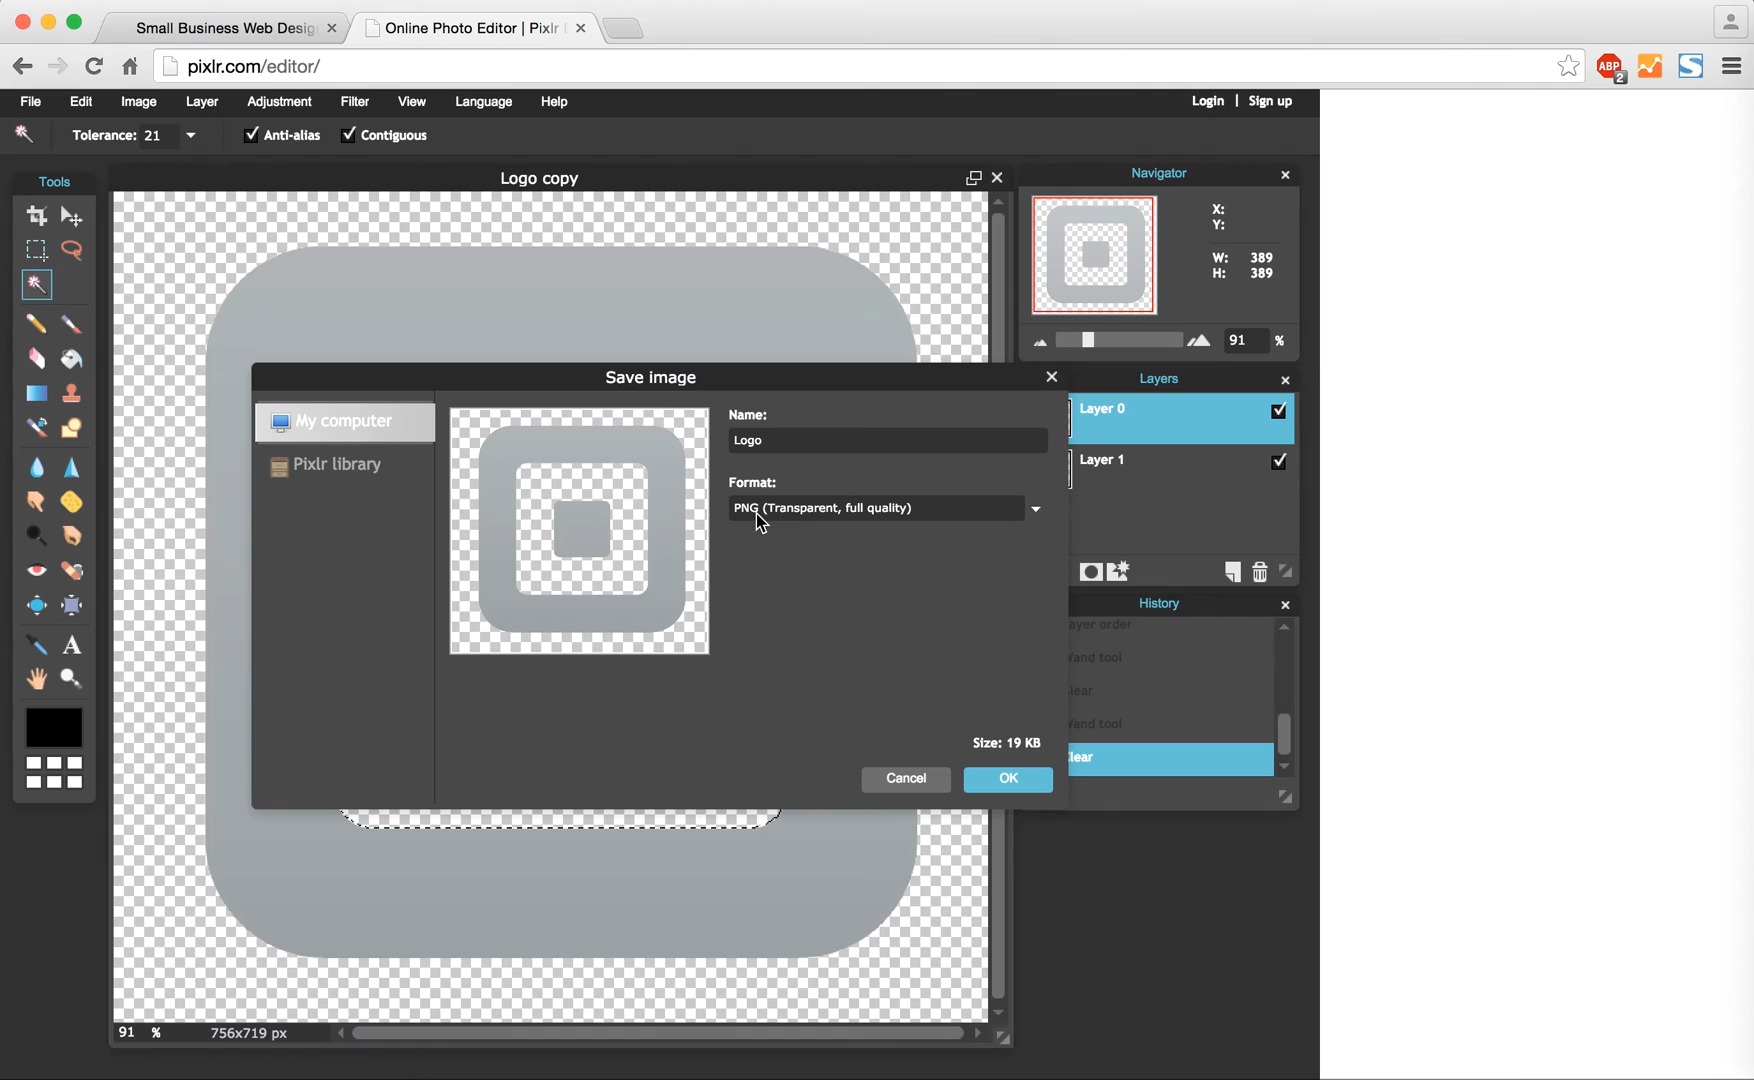 Small Business Web Desig
Online Photo Editor | Pixlr
pixlr.com/editor/
ABP
2
File Edit Image Layer Adjustment Filter View Language Help
Login | Sign up
Tolerance: 21 Anti-alias Contiguous
Tools
Logo copy
Navigator
X:
Y:
W: 389
H: 389
91 %
Save image
Layers
My computer
Pixlr library
Name:
Logo
Format:
PNG (Transparent, full quality)
Layer 0
Layer 1
A
History
ayer order
Wand tool
lear
Wand tool
lear
Size: 19 KB
Cancel OK
91 % 756x719 px